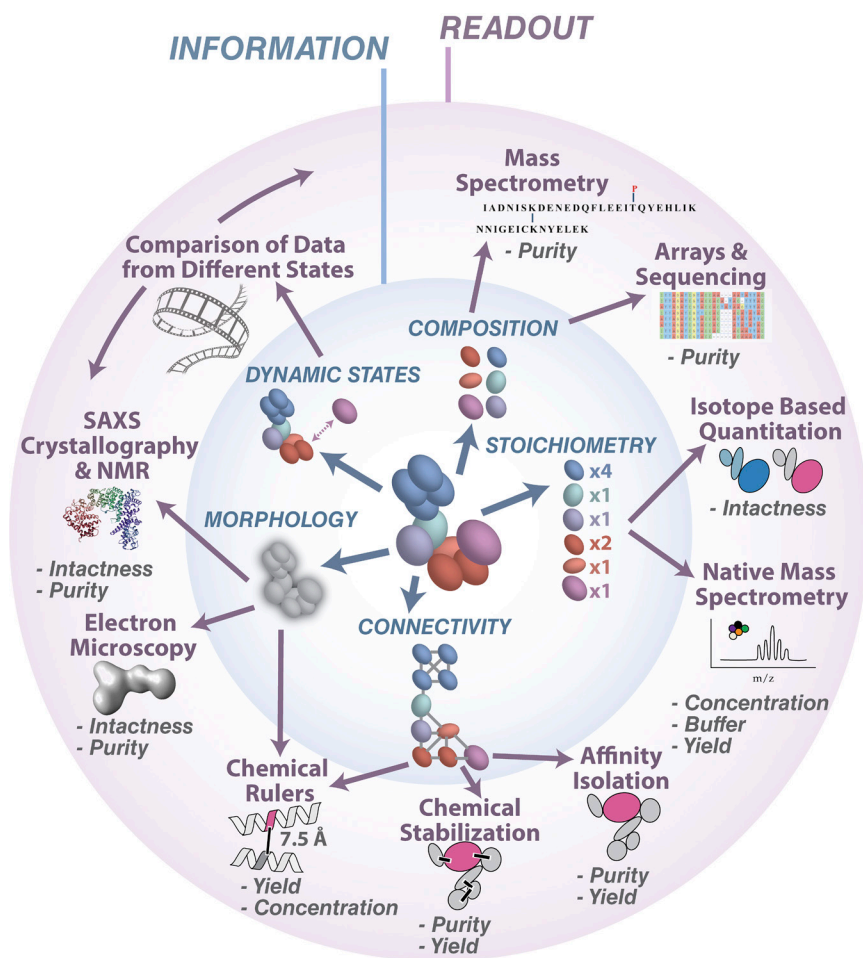 INFORMATION
READOUT
Mass
Spectrometry
P
IADNISKDENEDQFLEEITQYEHLIK
NNIGEICKNYELEK
- Purity
Arrays &
Sequencing
- Purity
Comparison of Data
from Different States
COMPOSITION
DYNAMIC STATES
STOICHIOMETRY
x4
x1
x1
x2
x1
x1
Isotope Based
Quantitation
- Intactness
SAXS
Crystallography
& NMR
- Intactness
- Purity
MORPHOLOGY
Native Mass
Spectrometry
m/z
- Concentration
- Buffer
- Yield
Electron
Microscopy
- Intactness
- Purity
CONNECTIVITY
Chemical
Rulers
7.5 Å
- Yield
- Concentration
Chemical
Stabilization
- Purity
- Yield
Affinity
Isolation
- Purity
- Yield